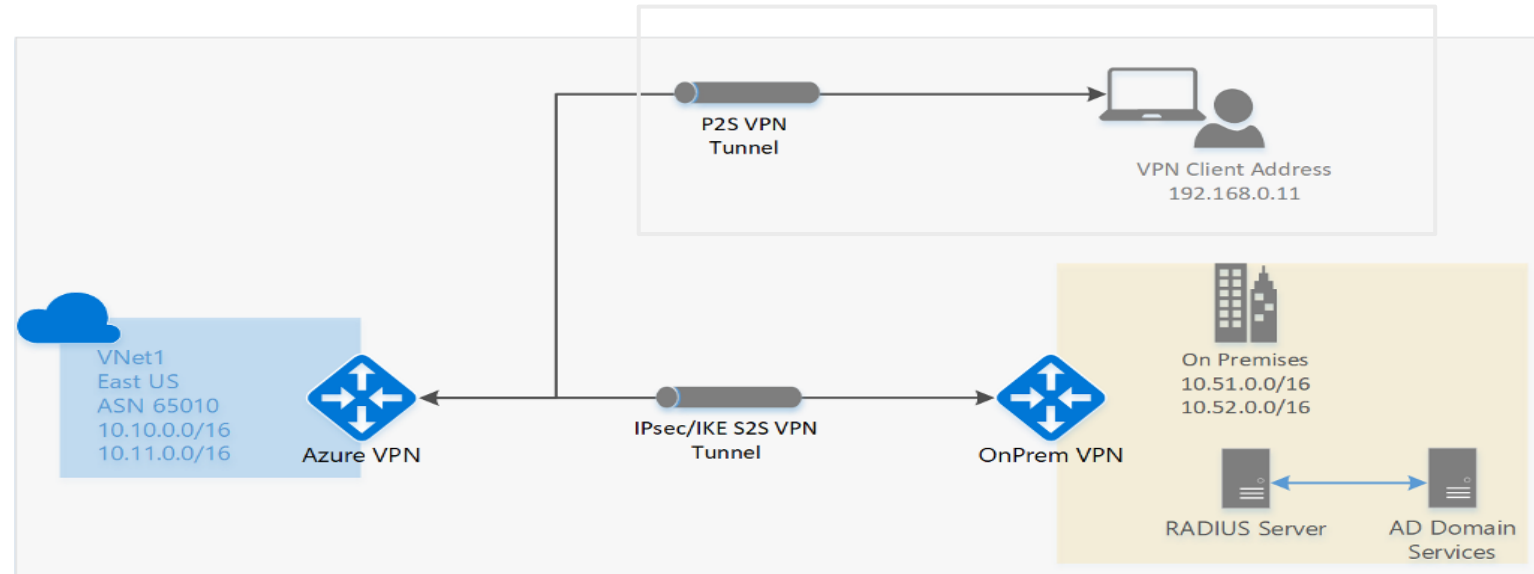 P2S VPN
Tunnel
VPN Client Address
192.168.0.11
VNet1
East US
ASN 65010
10.10.0.0/16
10.11.0.0/16
Azure VPN
IPsec/IKE S2S VPN
Tunnel
OnPrem VPN
On Premises
10.51.0.0/16
10.52.0.0/16
RADIUS Server
AD Domain
Services